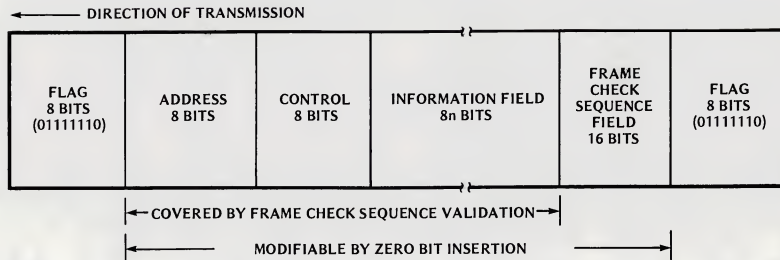 DIRECTION OF TRANSMISSION
FLAG
8 BITS
(01111110)
ADDRESS
8 BITS
CONTROL
8 BITS
INFORMATION FIELD
8n BITS
FRAME
CHECK
SEQUENCE
FIELD
16 BITS
FLAG
8 BITS
(01111110)
COVERED BY FRAME CHECK SEQUENCE VALIDATION
MODIFIABLE BY ZERO BIT INSERTION